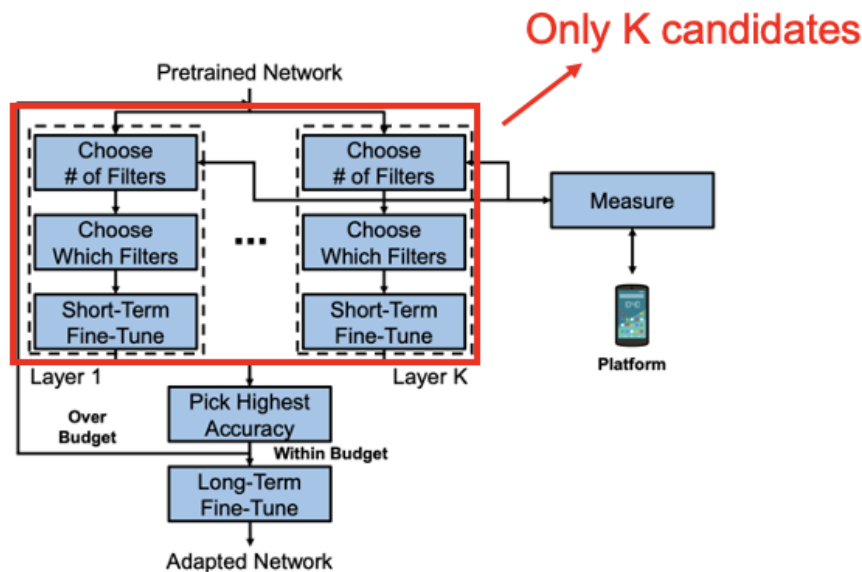 Only K candidates
Pretrained Network
Choose
# of Filters
Choose
Which Filters
Short-Term
Fine-Tune
Layer 1
...
Choose
# of Filters
Choose
Which Filters
Short-Term
Fine-Tune
Layer K
Measure
Platform
Pick Highest
Accuracy
Over
Budget
Within Budget
Long-Term
Fine-Tune
Adapted Network